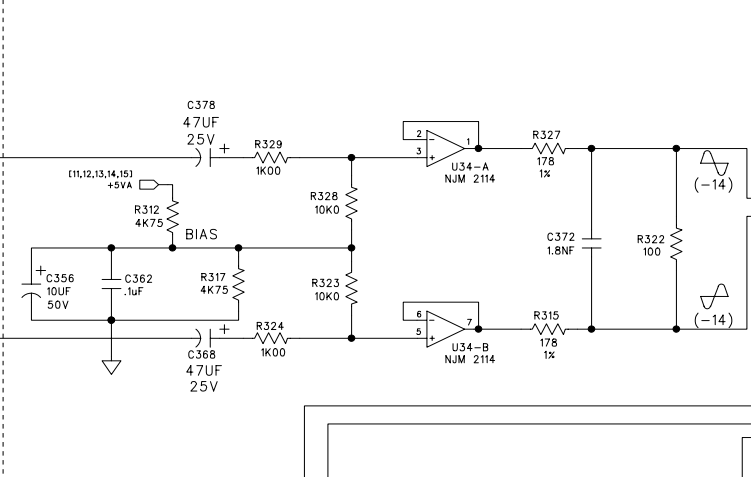 C378
47UF
25V
+
R329
1K00
2
−
3
+
1
U34-A
NJM 2114
R327
178
1%
[11,12,13,14,15]
+5VA
R312
4K75
BIAS
R328
10K0
(-14)
+
C356
10UF
50V
C362
.1uF
R317
4K75
R323
10K0
C372
1.8NF
R322
100
+
C368
47UF
25V
R324
1K00
6
−
5
+
7
U34-B
NJM 2114
R315
178
1%
(-14)